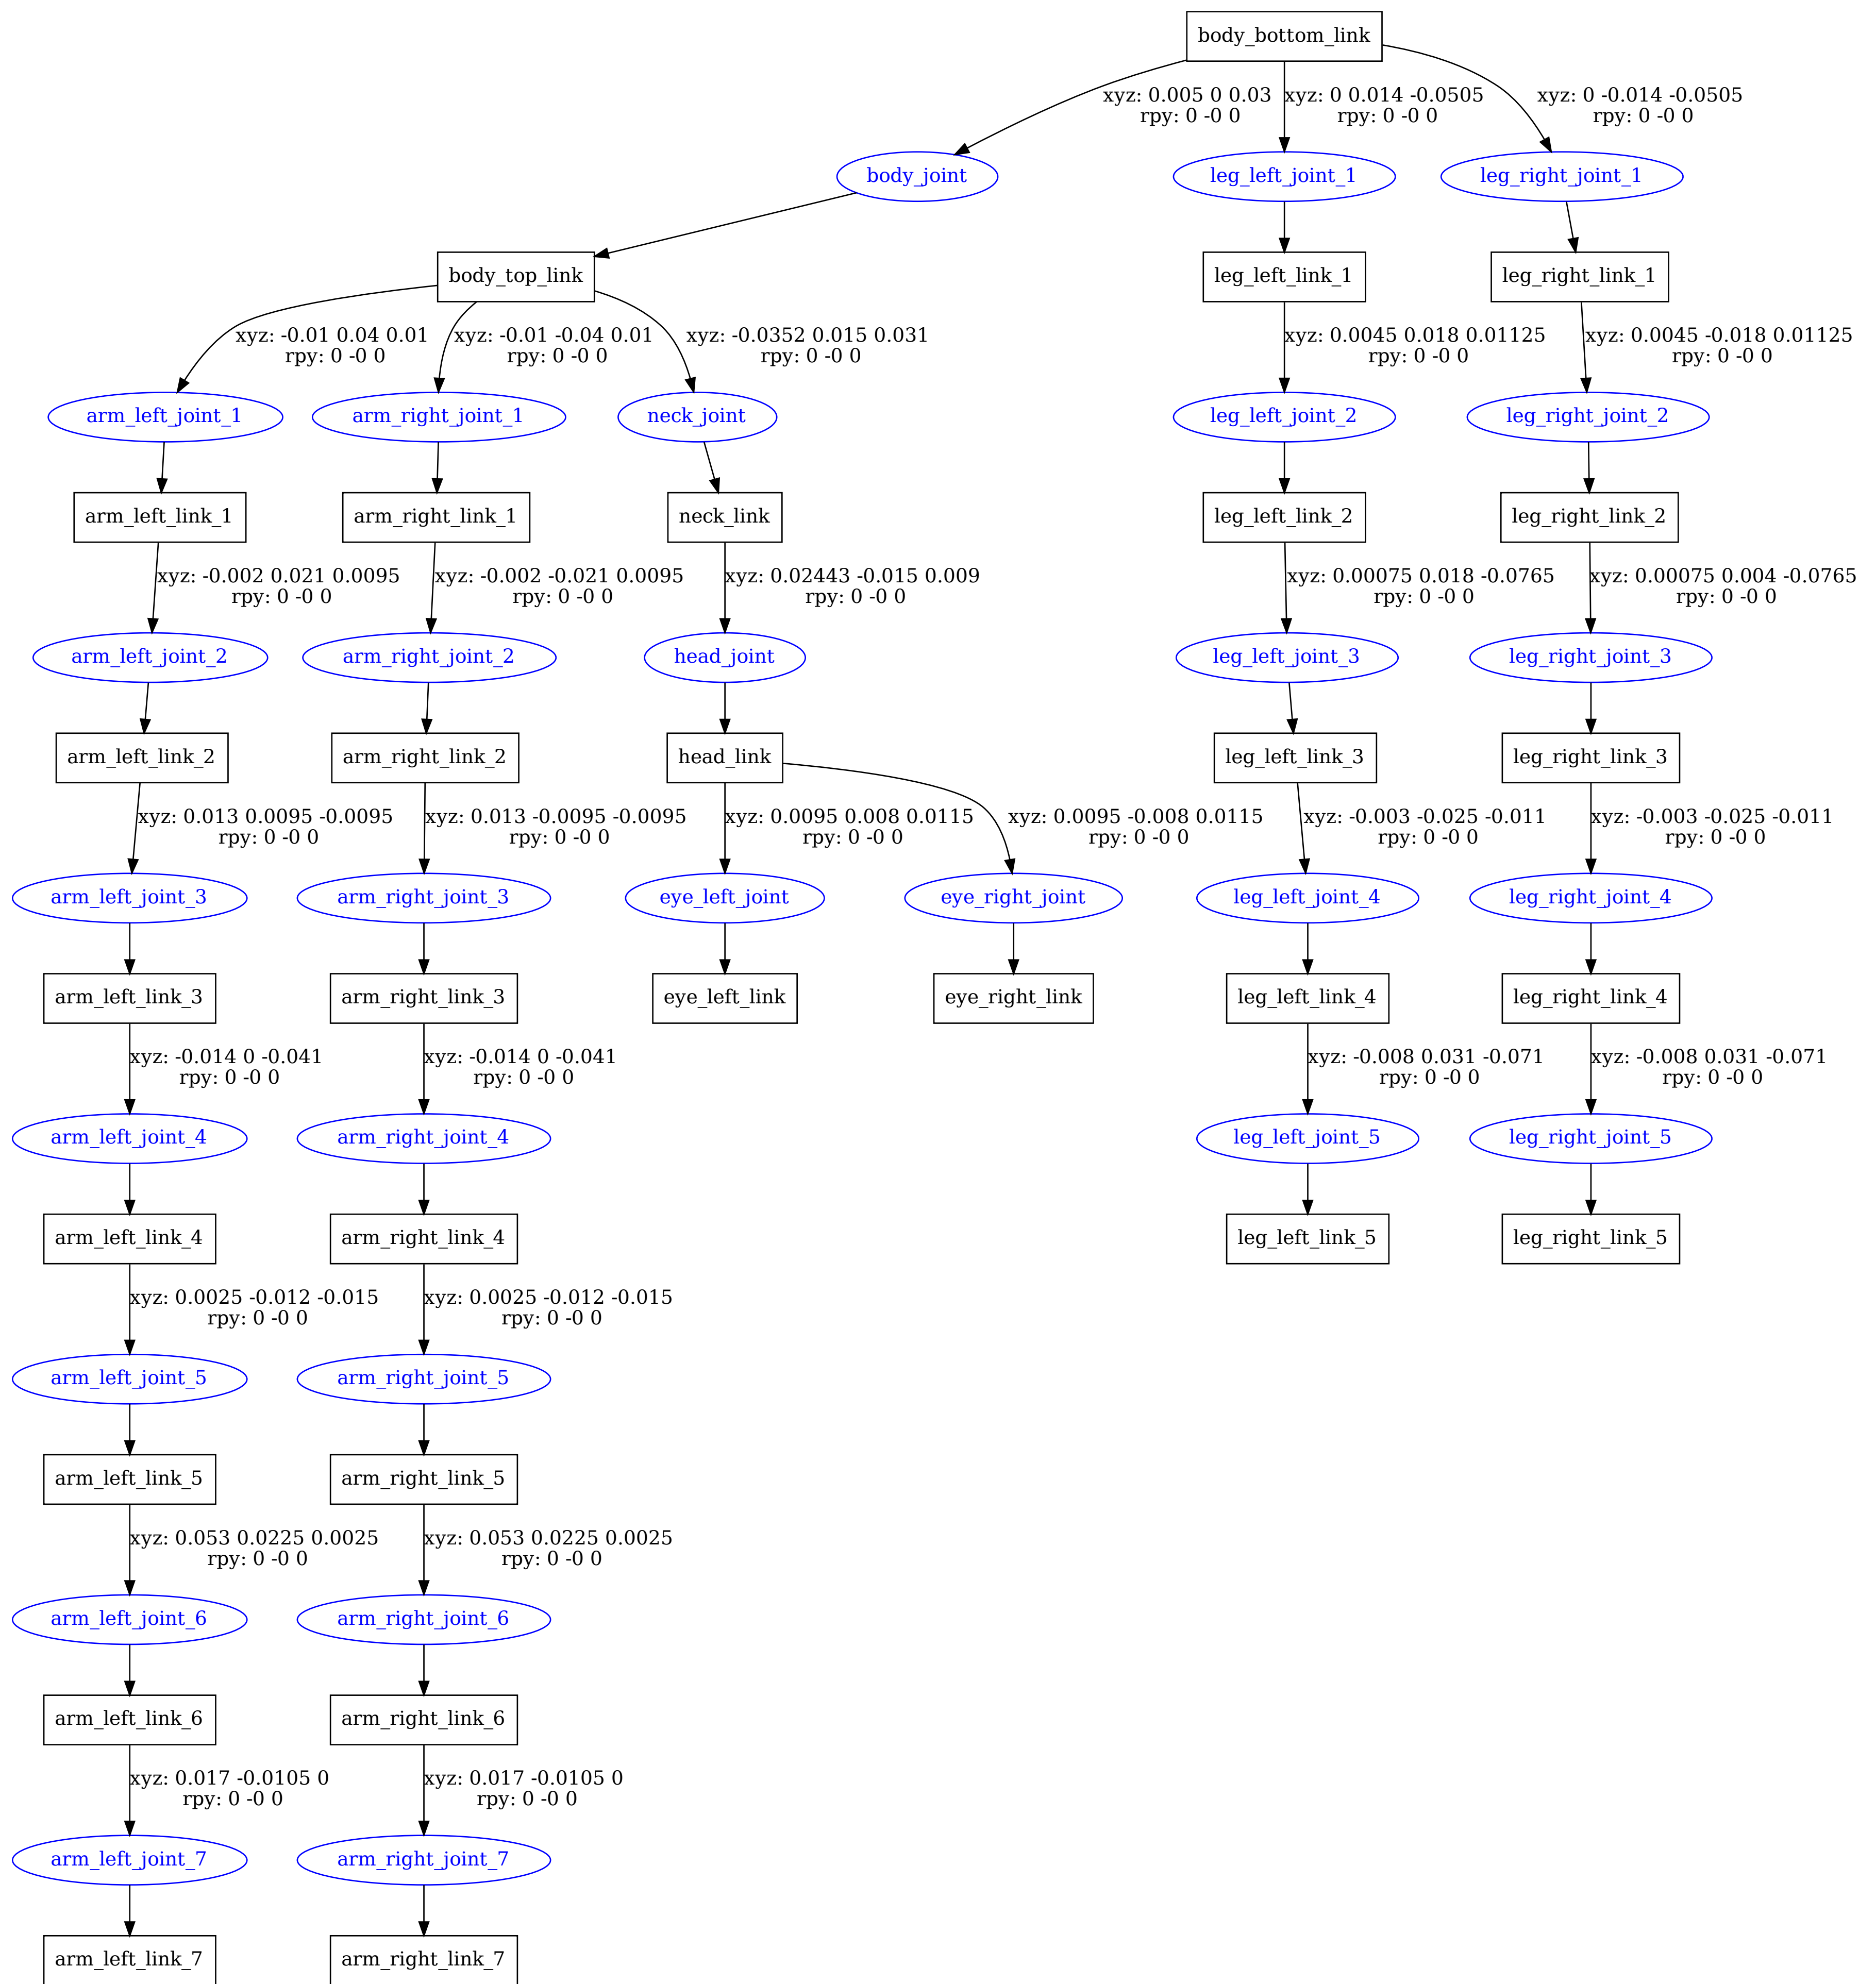 body_bottom_link
xyz: 0.005 0 0.03
rpy: 0 -0 0
xyz: 0 0.014 -0.0505
rpy: 0 -0 0
xyz: 0 -0.014 -0.0505
rpy: 0 -0 0
body_joint
leg_left_joint_1
leg_right_joint_1
body_top_link
leg_left_link_1
leg_right_link_1
xyz: -0.01 0.04 0.01
rpy: 0 -0 0
xyz: -0.01 -0.04 0.01
rpy: 0 -0 0
xyz: -0.0352 0.015 0.031
rpy: 0 -0 0
xyz: 0.0045 0.018 0.01125
rpy: 0 -0 0
xyz: 0.0045 -0.018 0.01125
rpy: 0 -0 0
arm_left_joint_1
arm_right_joint_1
neck_joint
leg_left_joint_2
leg_right_joint_2
arm_left_link_1
arm_right_link_1
neck_link
leg_left_link_2
leg_right_link_2
xyz: -0.002 0.021 0.0095
rpy: 0 -0 0
xyz: -0.002 -0.021 0.0095
rpy: 0 -0 0
xyz: 0.02443 -0.015 0.009
rpy: 0 -0 0
xyz: 0.00075 0.018 -0.0765
rpy: 0 -0 0
xyz: 0.00075 0.004 -0.0765
rpy: 0 -0 0
arm_left_joint_2
arm_right_joint_2
head_joint
leg_left_joint_3
leg_right_joint_3
arm_left_link_2
arm_right_link_2
head_link
leg_left_link_3
leg_right_link_3
xyz: 0.013 0.0095 -0.0095
rpy: 0 -0 0
xyz: 0.013 -0.0095 -0.0095
rpy: 0 -0 0
xyz: 0.0095 0.008 0.0115
rpy: 0 -0 0
xyz: 0.0095 -0.008 0.0115
rpy: 0 -0 0
xyz: -0.003 -0.025 -0.011
rpy: 0 -0 0
xyz: -0.003 -0.025 -0.011
rpy: 0 -0 0
arm_left_joint_3
arm_right_joint_3
eye_left_joint
eye_right_joint
leg_left_joint_4
leg_right_joint_4
arm_left_link_3
arm_right_link_3
eye_left_link
eye_right_link
leg_left_link_4
leg_right_link_4
xyz: -0.014 0 -0.041
rpy: 0 -0 0
xyz: -0.014 0 -0.041
rpy: 0 -0 0
xyz: -0.008 0.031 -0.071
rpy: 0 -0 0
xyz: -0.008 0.031 -0.071
rpy: 0 -0 0
arm_left_joint_4
arm_right_joint_4
leg_left_joint_5
leg_right_joint_5
arm_left_link_4
arm_right_link_4
leg_left_link_5
leg_right_link_5
xyz: 0.0025 -0.012 -0.015
rpy: 0 -0 0
xyz: 0.0025 -0.012 -0.015
rpy: 0 -0 0
arm_left_joint_5
arm_right_joint_5
arm_left_link_5
arm_right_link_5
xyz: 0.053 0.0225 0.0025
rpy: 0 -0 0
xyz: 0.053 0.0225 0.0025
rpy: 0 -0 0
arm_left_joint_6
arm_right_joint_6
arm_left_link_6
arm_right_link_6
xyz: 0.017 -0.0105 0
rpy: 0 -0 0
xyz: 0.017 -0.0105 0
rpy: 0 -0 0
arm_left_joint_7
arm_right_joint_7
arm_left_link_7
arm_right_link_7